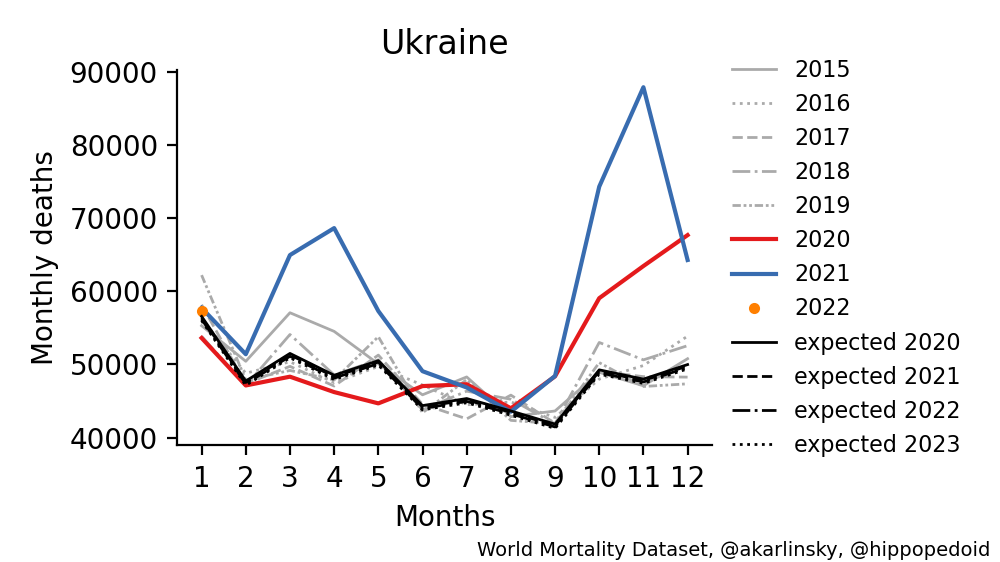 Ukraine
90000
80000
70000
60000
50000
40000
Monthly deaths
1 2 3 4 5 6 7 8 9 10 11 12
Months
2015
2016
2017
2018
2019
2020
2021
2022
expected 2020
expected 2021
expected 2022
expected 2023
World Mortality Dataset, @akarlinsky, @hippopedoid